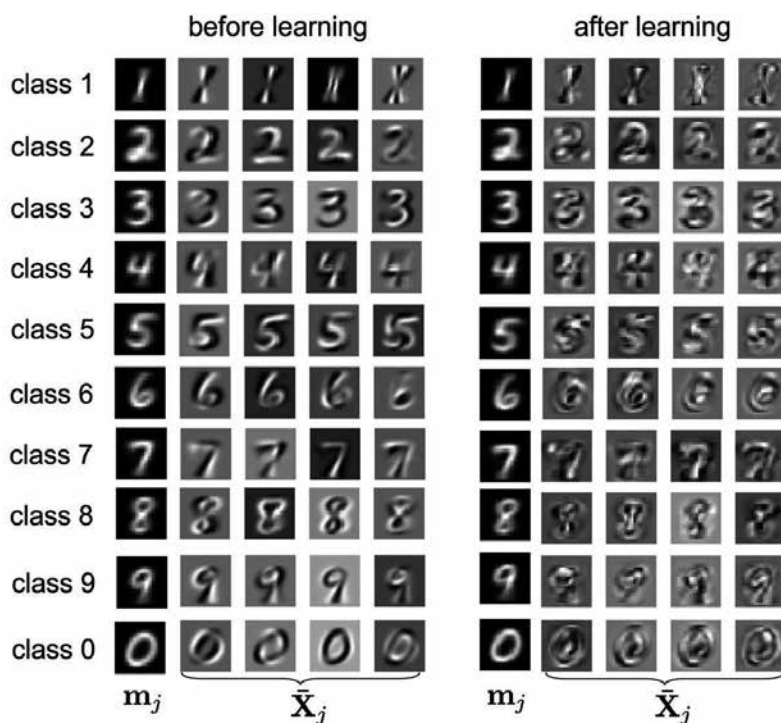 before learning after learning
class 1
class 2
class 3
class 4
class 5
class 6
class 7
class 8
class 9
class 0
m_j X̄_j m_j X̄_j